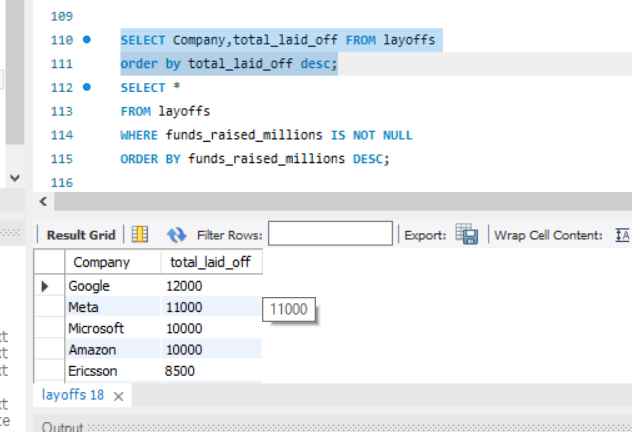 109
110 SELECT Company,total_laid_off FROM layoffs
111 order by total_laid_off desc;
112 SELECT *
113 FROM layoffs
114 WHERE funds_raised_millions IS NOT NULL
115 ORDER BY funds_raised_millions DESC;
116
Result Grid Filter Rows: Export: Wrap Cell Content: IA
Company total_laid_off
Google 12000
Meta 11000
11000
Microsoft 10000
Amazon 10000
Ericsson 8500
layoffs 18
Output